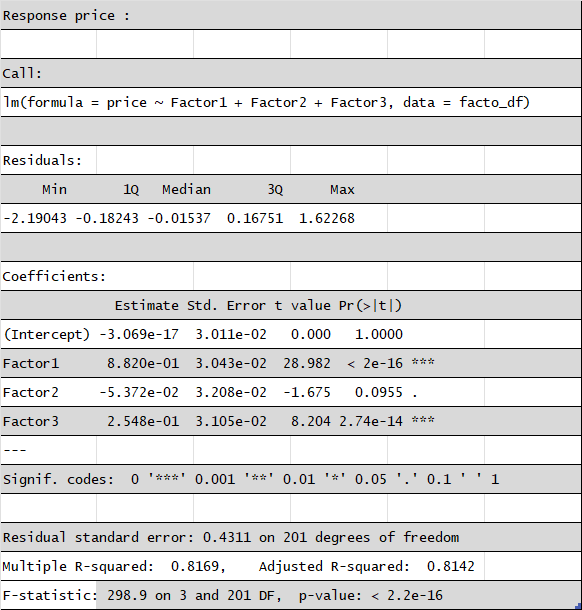 Response price :
Call:
lm(formula = price ~ Factor1 + Factor2 + Factor3, data = facto_df)
Residuals:
Min 1Q Median 3Q Max
-2.19043 -0.18243 -0.01537 0.16751 1.62268
Coefficients:
Estimate Std. Error t value Pr(>|t|)
(Intercept) -3.069e-17 3.011e-02 0.000 1.0000
Factor1 8.820e-01 3.043e-02 28.982 < 2e-16 ***
Factor2 -5.372e-02 3.208e-02 -1.675 0.0955 .
Factor3 2.548e-01 3.105e-02 8.204 2.74e-14 ***
---
Signif. codes: 0 '***' 0.001 '**' 0.01 '*' 0.05 '.' 0.1 ' ' 1
Residual standard error: 0.4311 on 201 degrees of freedom
Multiple R-squared: 0.8169, Adjusted R-squared: 0.8142
F-statistic: 298.9 on 3 and 201 DF, p-value: < 2.2e-16